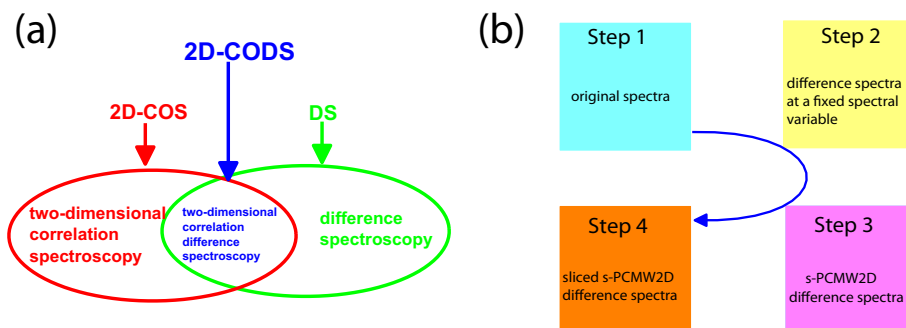 (a)
2D-CODS
2D-COS
DS
two-dimensional
correlation
spectroscopy
two-dimensional
correlation
difference
spectroscopy
difference
spectroscopy
(b)
Step 1
original spectra
Step 2
difference spectra
at a fixed spectral
variable
Step 4
sliced s-PCMW2D
difference spectra
Step 3
s-PCMW2D
difference spectra